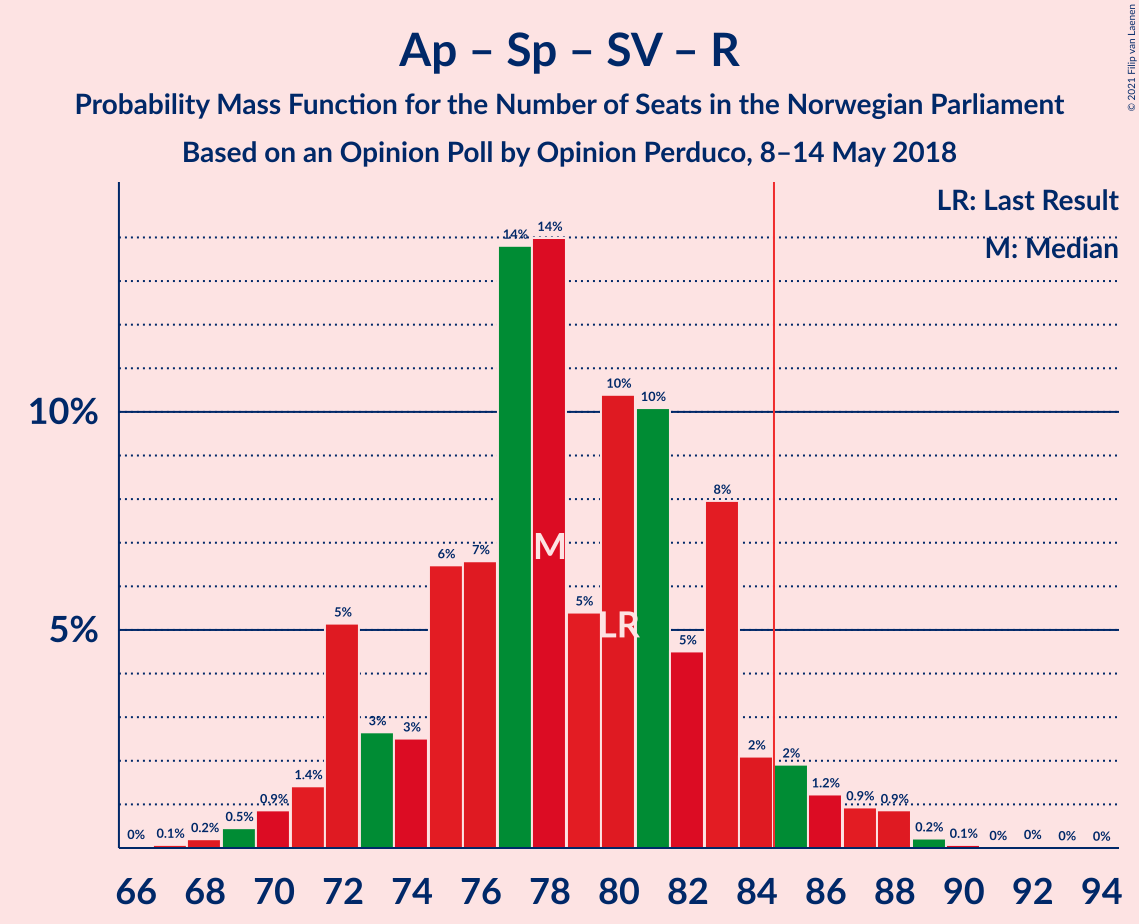 Ap – Sp – SV – R
Probability Mass Function for the Number of Seats in the Norwegian Parliament
Based on an Opinion Poll by Opinion Perduco, 8–14 May 2018
© 2021 Filip van Laenen
LR: Last Result
M: Median
10%
5%
0% 0.1% 0.2% 0.5% 0.9% 1.4% 5% 3% 3% 6% 7% 14% 14% 5% 10% 10% 5% 8% 2% 2% 1.2% 0.9% 0.9% 0.2% 0.1% 0% 0% 0% 0%
M
LR
66 68 70 72 74 76 78 80 82 84 86 88 90 92 94